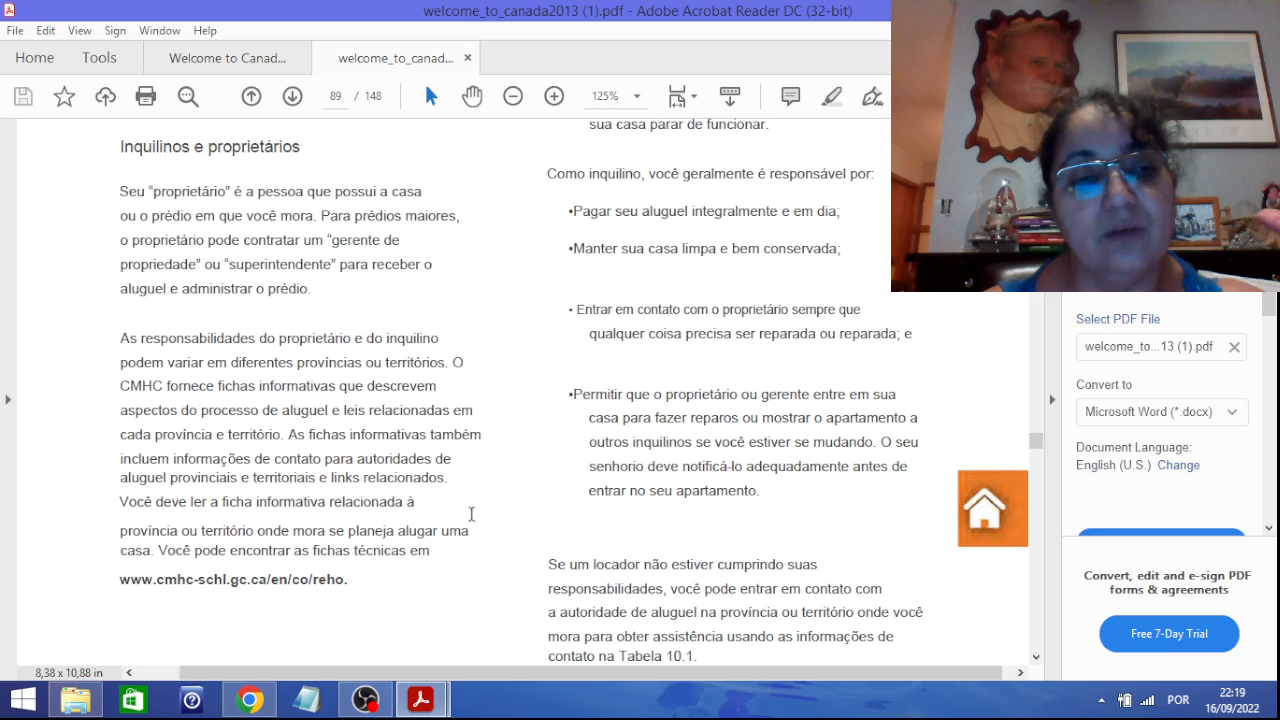 welcome_to_canada2013 (1).pdf - Adobe Acrobat Reader DC (32-bit)
File Edit View Sign Window Help
Home Tools Welcome to Canad... welcome_to_canad... ×
89 / 148 125%
Inquilinos e proprietários
Seu “proprietário” é a pessoa que possui a casa
ou o prédio em que você mora. Para prédios maiores,
o proprietário pode contratar um “gerente de
propriedade” ou “superintendente” para receber o
aluguel e administrar o prédio.
As responsabilidades do proprietário e do inquilino
podem variar em diferentes províncias ou territórios. O
CMHC fornece fichas informativas que descrevem
aspectos do processo de aluguel e leis relacionadas em
cada província e território. As fichas informativas também
incluem informações de contato para autoridades de
aluguel provinciais e territoriais e links relacionados.
Você deve ler a ficha informativa relacionada à
província ou território onde mora se planeja alugar uma
casa. Você pode encontrar as fichas técnicas em
www.cmhc-schl.gc.ca/en/co/reho.
sua casa parar de funcionar.
Como inquilino, você geralmente é responsável por:
•Pagar seu aluguel integralmente e em dia;
•Manter sua casa limpa e bem conservada;
• Entrar em contato com o proprietário sempre que
qualquer coisa precisa ser reparada ou reparada; e
•Permitir que o proprietário ou gerente entre em sua
casa para fazer reparos ou mostrar o apartamento a
outros inquilinos se você estiver se mudando. O seu
senhorio deve notificá-lo adequadamente antes de
entrar no seu apartamento.
Se um locador não estiver cumprindo suas
responsabilidades, você pode entrar em contato com
a autoridade de aluguel na província ou território onde você
mora para obter assistência usando as informações de
contato na Tabela 10.1.
Select PDF File
welcome_to...13 (1).pdf
Convert to
Microsoft Word (*.docx)
Document Language:
English (U.S.) Change
Convert, edit and e-sign PDF
forms & agreements
Free 7-Day Trial
8,38 x 10,88 in
POR
22:19
16/09/2022